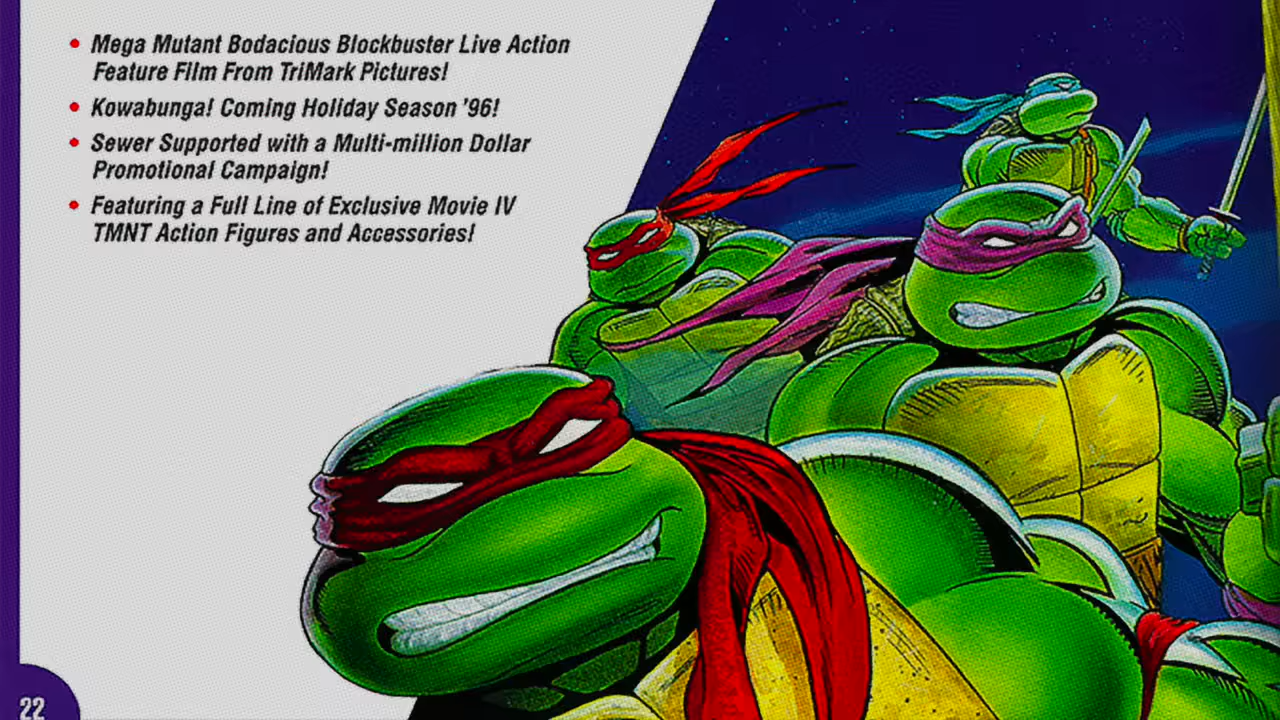 • Mega Mutant Bodacious Blockbuster Live Action
Feature Film From TriMark Pictures!
• Kowabunga! Coming Holiday Season '96!
• Sewer Supported with a Multi-million Dollar
Promotional Campaign!
• Featuring a Full Line of Exclusive Movie IV
TMNT Action Figures and Accessories!
22